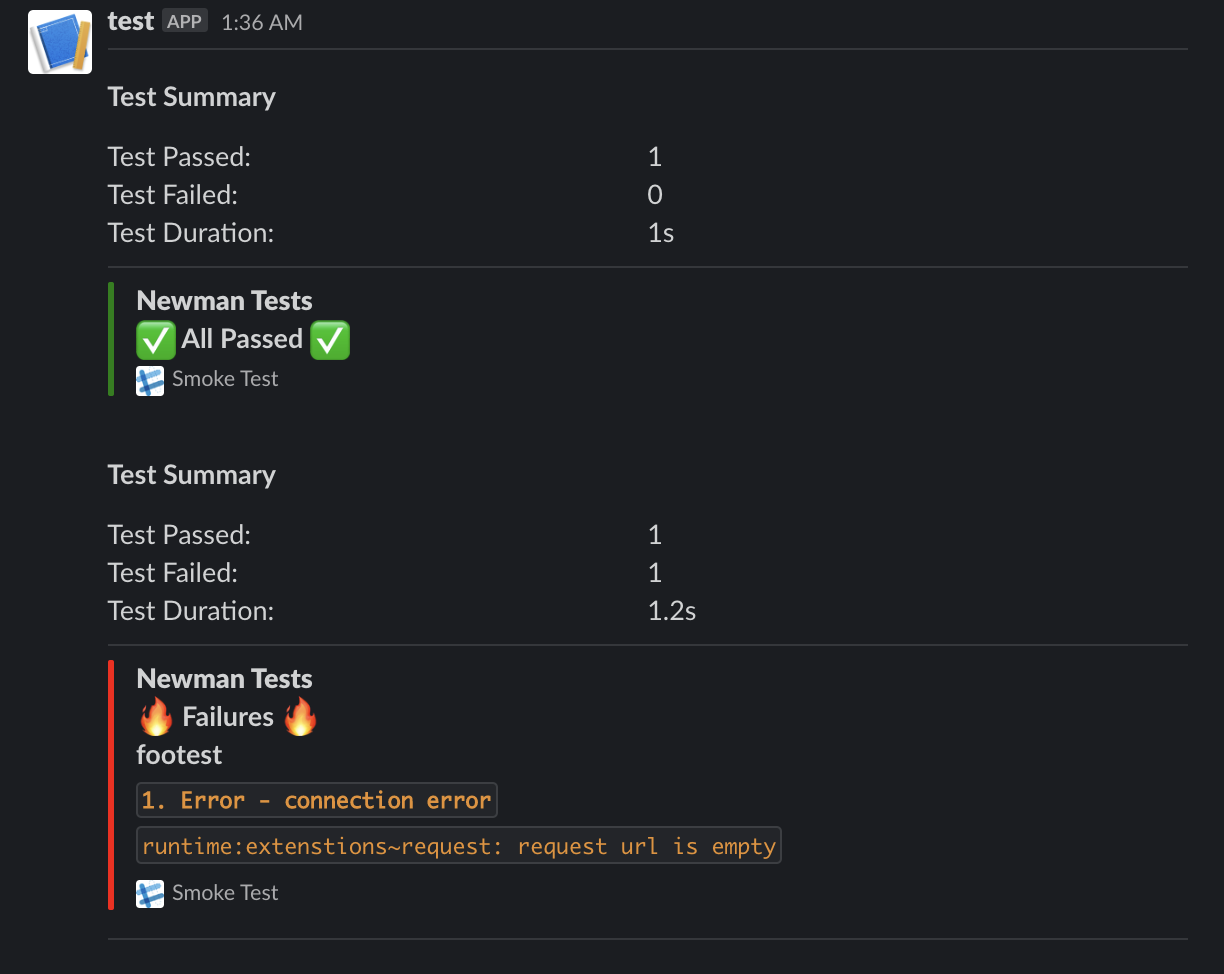 test APP 1:36 AM
Test Summary
Test Passed: 1
Test Failed: 0
Test Duration: 1s
Newman Tests
✅ All Passed ✅
Smoke Test
Test Summary
Test Passed: 1
Test Failed: 1
Test Duration: 1.2s
Newman Tests
🔥 Failures 🔥
footest
1. Error - connection error
runtime:extenstions~request: request url is empty
Smoke Test